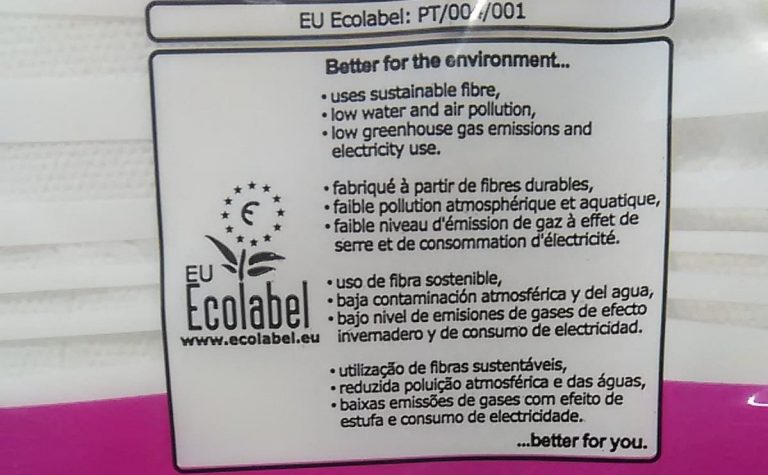 EU Ecolabel: PT/004/001
Better for the environment...
• uses sustainable fibre,
• low water and air pollution,
• low greenhouse gas emissions and
electricity use.
• fabriqué à partir de fibres durables,
• faible pollution atmosphérique et aquatique,
• faible niveau d'émission de gaz à effet de
serre et de consommation d'électricité.
EU
Ecolabel
www.ecolabel.eu
• uso de fibra sostenible,
• baja contaminación atmosférica y del agua,
• bajo nivel de emisiones de gases de efecto
invernadero y de consumo de electricidad.
• utilização de fibras sustentáveis,
• reduzida poluição atmosférica e das águas,
• baixas emissões de gases com efeito de
estufa e consumo de electricidade.
...better for you.